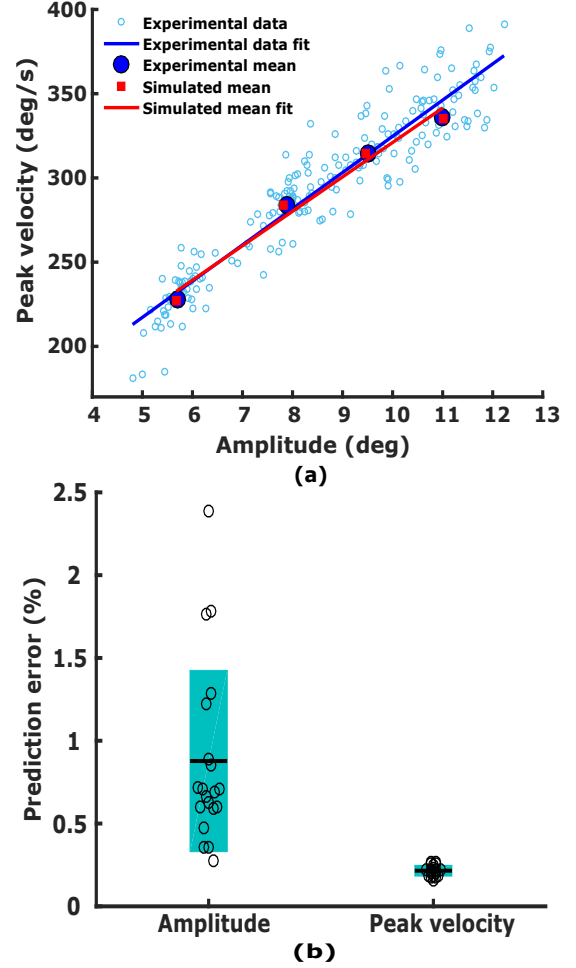 400
350
300
250
200
Peak velocity (deg/s)
Experimental data
Experimental data fit
Experimental mean
Simulated mean
Simulated mean fit
4 5 6 7 8 9 10 11 12 13
Amplitude (deg)
(a)
2.5
2
1.5
1
0.5
0
Prediction error (%)
Amplitude Peak velocity
(b)